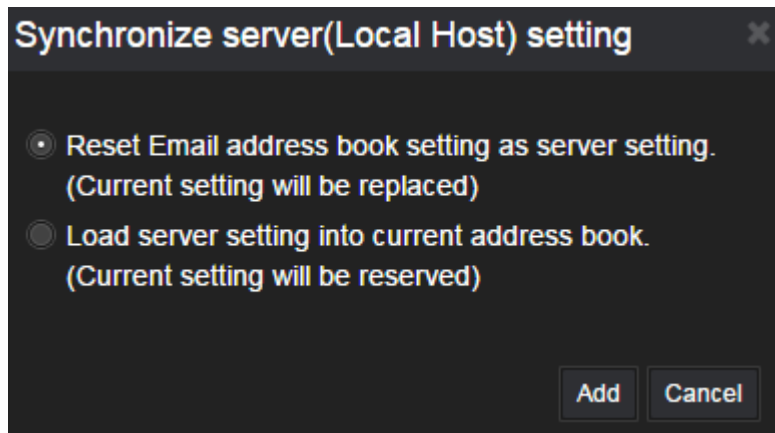 Synchronize server(Local Host) setting
Reset Email address book setting as server setting.
(Current setting will be replaced)
Load server setting into current address book.
(Current setting will be reserved)
Add Cancel